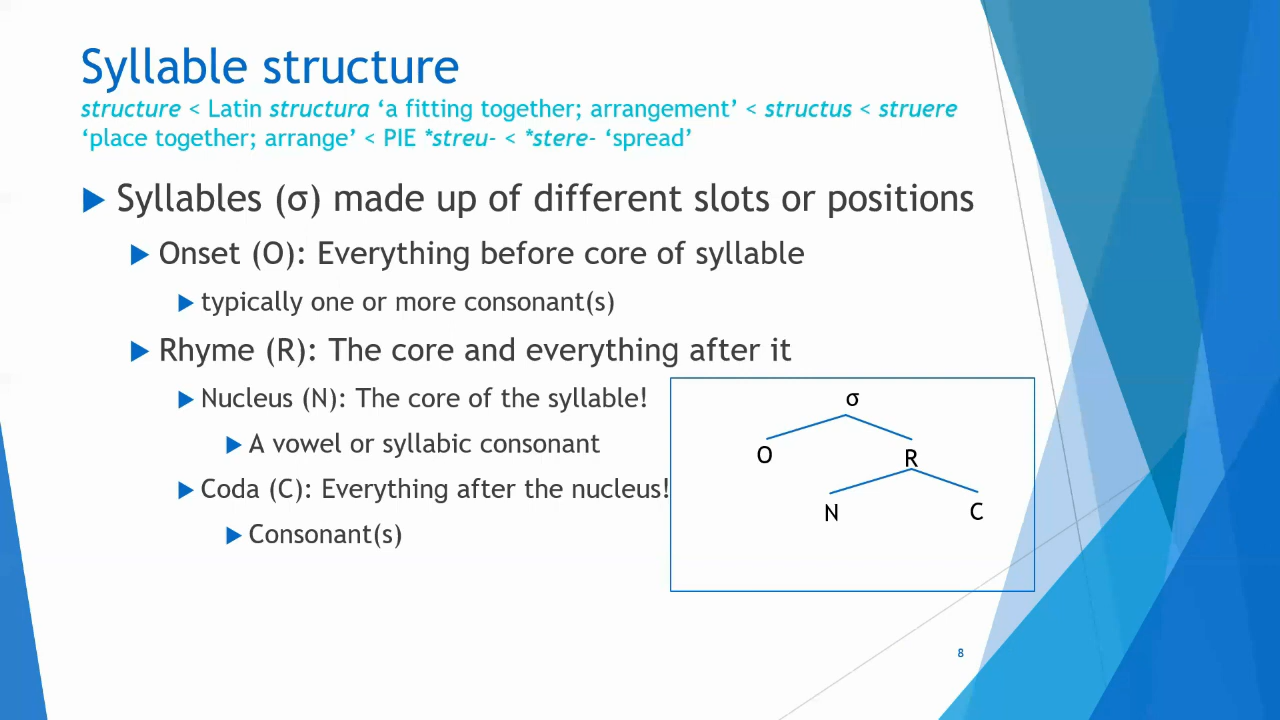 Syllable structure
structure < Latin structura ‘a fitting together; arrangement’ < structus < struere
‘place together; arrange’ < PIE *streu- < *stere- ‘spread’
Syllables (σ) made up of different slots or positions
Onset (O): Everything before core of syllable
typically one or more consonant(s)
Rhyme (R): The core and everything after it
Nucleus (N): The core of the syllable!
A vowel or syllabic consonant
Coda (C): Everything after the nucleus!
Consonant(s)
σ
O R
N C
8